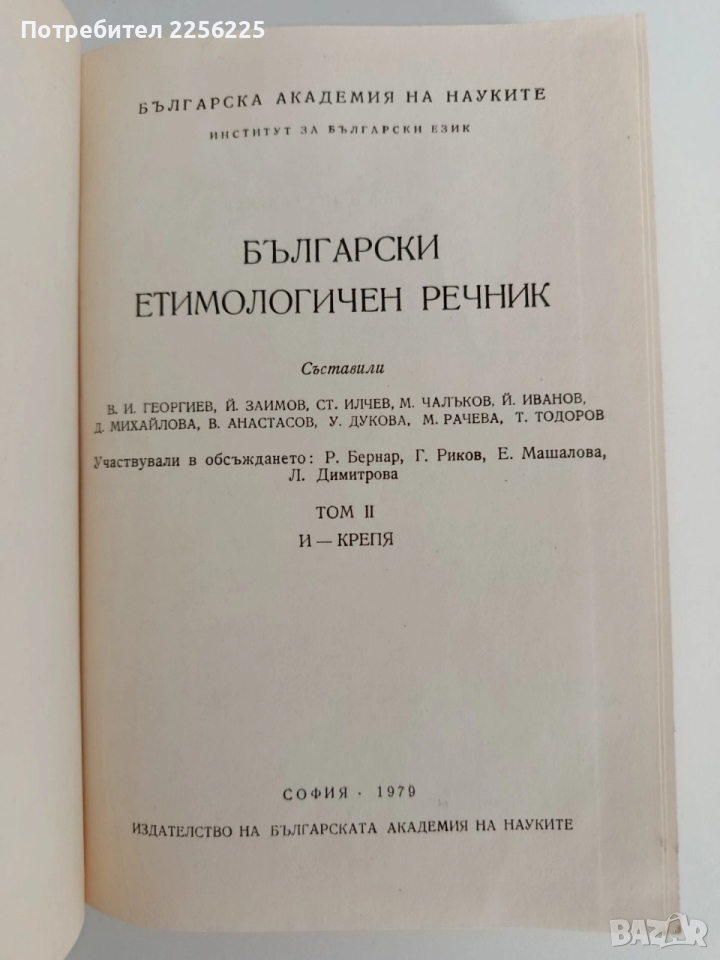 Потребител 2256225
БЪЛГАРСКА АКАДЕМИЯ НА НАУКИТЕ
ИНСТИТУТ ЗА БЪЛГАРСКИ ЕЗИК
БЪЛГАРСКИ
ЕТИМОЛОГИЧЕН РЕЧНИК
Съставили
В. И. ГЕОРГИЕВ, Й. ЗАИМОВ, СТ. ИЛЧЕВ, М. ЧАЛЪКОВ, Й. ИВАНОВ,
Д. МИХАЙЛОВА, В. АНАСТАСОВ, У. ДУКОВА, М. РАЧЕВА, Т. ТОДОРОВ
Участвували в обсъждането: Р. Бернар, Г. Риков, Е. Машалова,
Л. Димитрова
ТОМ II
И — КРЕПЯ
СОФИЯ · 1979
ИЗДАТЕЛСТВО НА БЪЛГАРСКАТА АКАДЕМИЯ НА НАУКИТЕ
BAZAR